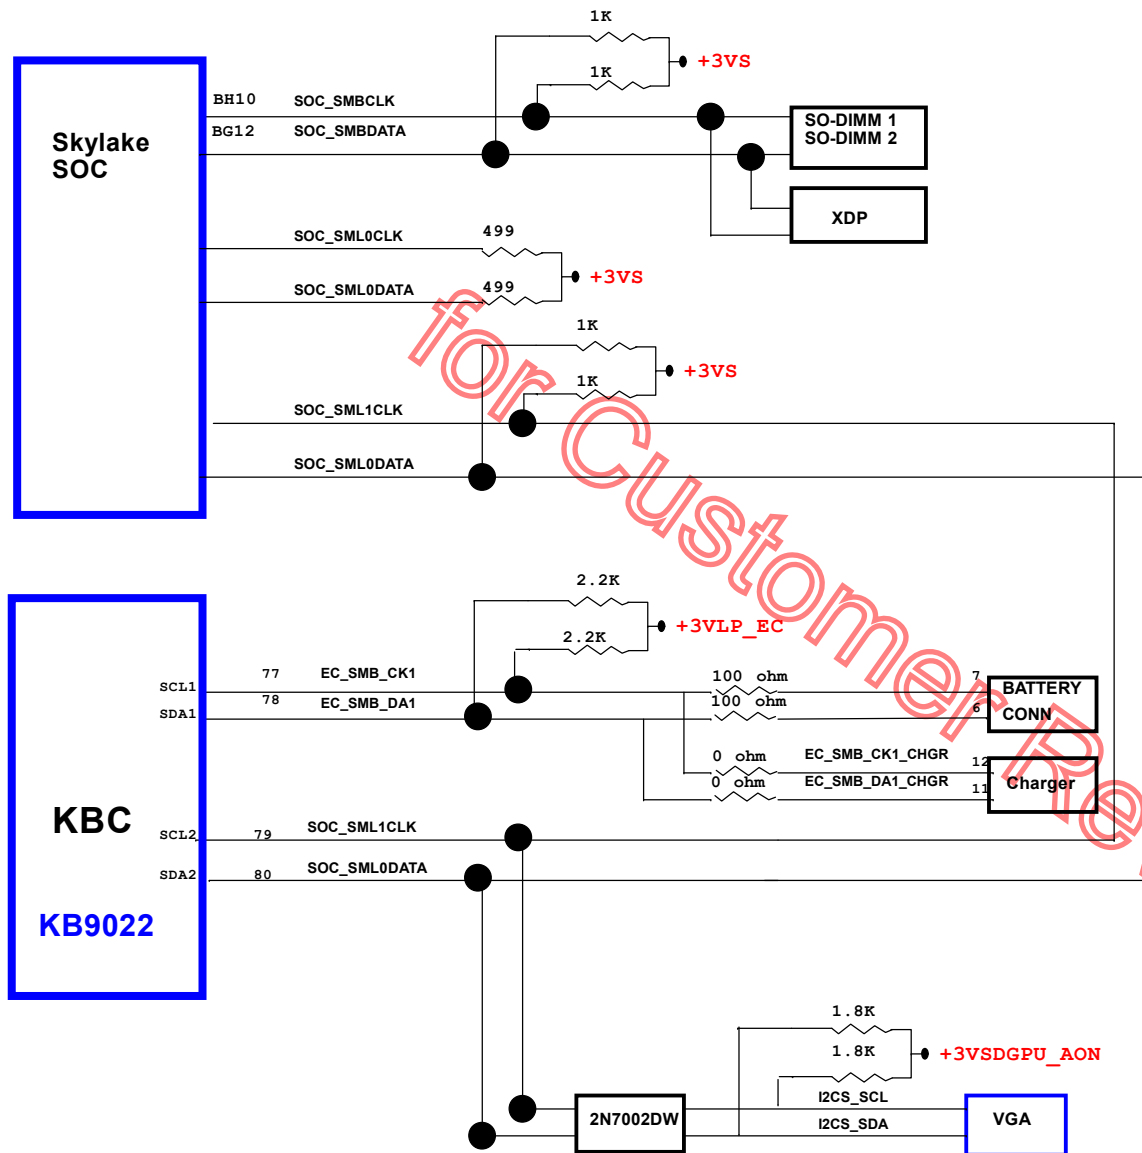 1K
+3VS
1K
BH10 SOC_SMBCLK
BG12 SOC_SMBDATA
Skylake
SOC
SO-DIMM 1
SO-DIMM 2
XDP
SOC_SML0CLK 499
+3VS
SOC_SML0DATA 499
1K
+3VS
1K
SOC_SML1CLK
SOC_SML0DATA
for Customer Re
2.2K
+3VLP_EC
2.2K
SCL1 77 EC_SMB_CK1 100 ohm 7 BATTERY
SDA1 78 EC_SMB_DA1 100 ohm 6 CONN
0 ohm EC_SMB_CK1_CHGR 12
Charger
0 ohm EC_SMB_DA1_CHGR 11
KBC
SCL2 79 SOC_SML1CLK
SDA2 80 SOC_SML0DATA
KB9022
1.8K
1.8K
+3VSDGPU_AON
2N7002DW
I2CS_SCL
I2CS_SDA
VGA